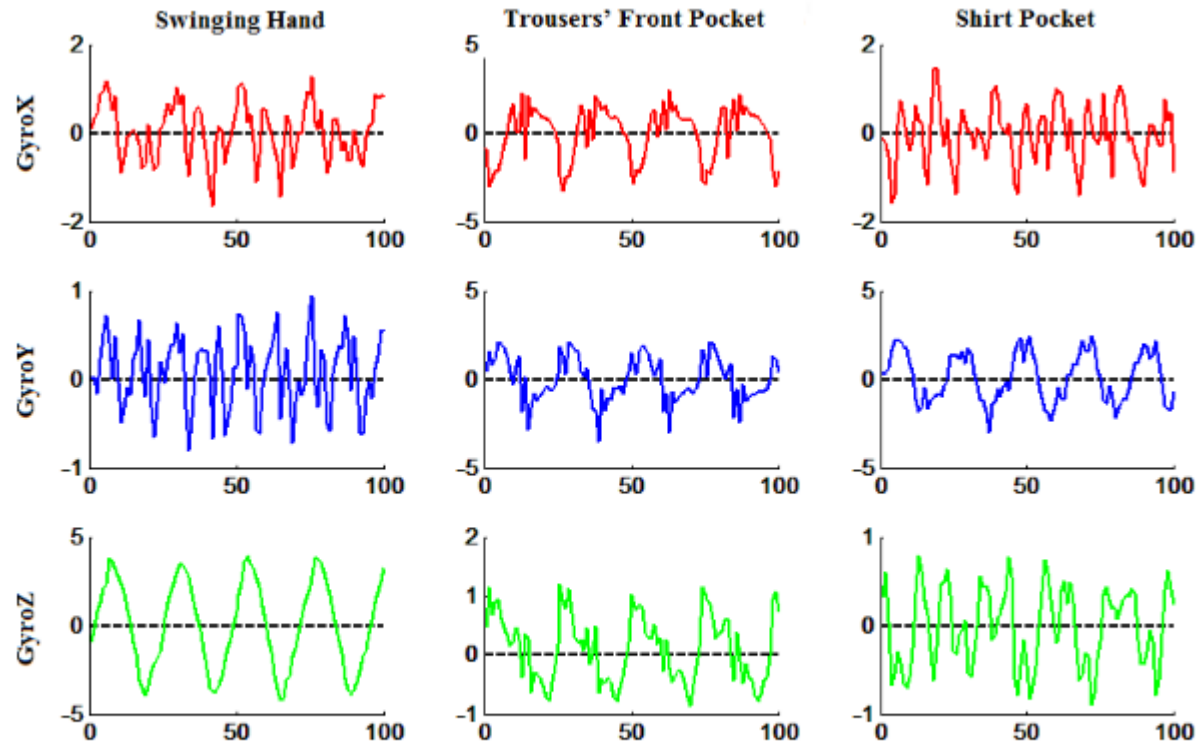 Swinging Hand Trousers' Front Pocket Shirt Pocket
GyroX
2 5 2
0 0 0
−2 −5 −2
0 50 100 0 50 100 0 50 100
GyroY
1 5 5
0 0 0
−1 −5 −5
0 50 100 0 50 100 0 50 100
GyroZ
5 2 1
1
0 0 0
−5 −1 −1
0 50 100 0 50 100 0 50 100